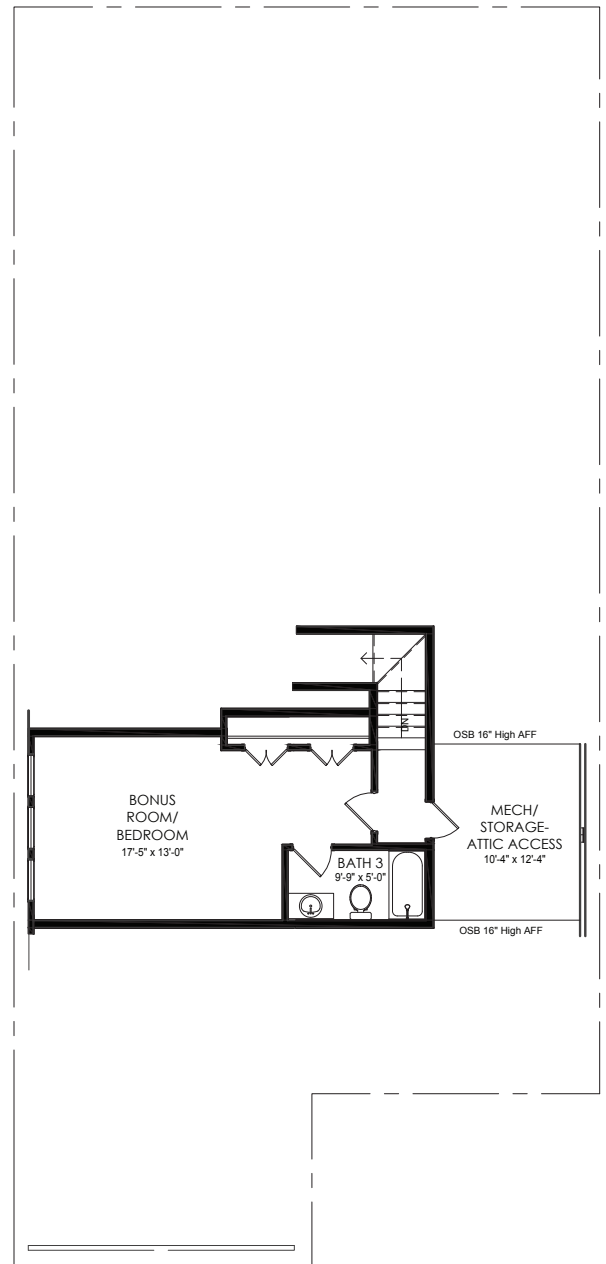 DN
OSB 16" High AFF
BONUS
ROOM/
BEDROOM
17'-5" x 13'-0"
MECH/
STORAGE-
ATTIC ACCESS
10'-4" x 12'-4"
BATH 3
9'-9" x 5'-0"
OSB 16" High AFF